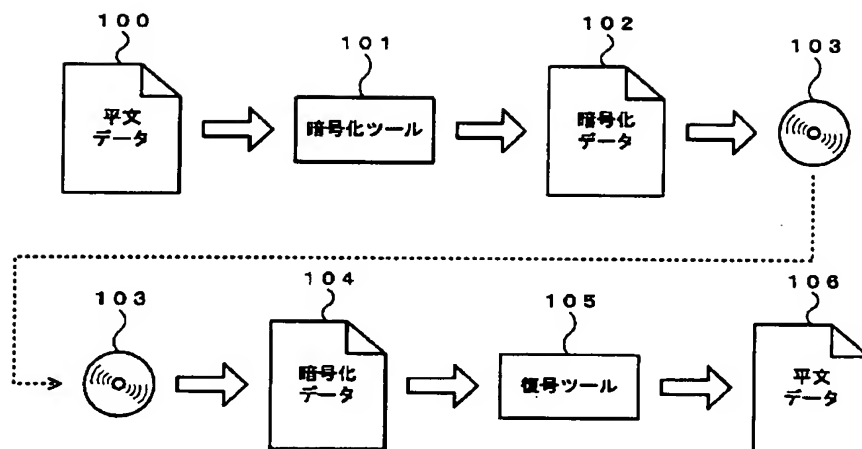 100
101
102
103
平文
データ
暗号化ツール
暗号化
データ
103
104
105
106
暗号化
データ
復号ツール
平文
データ